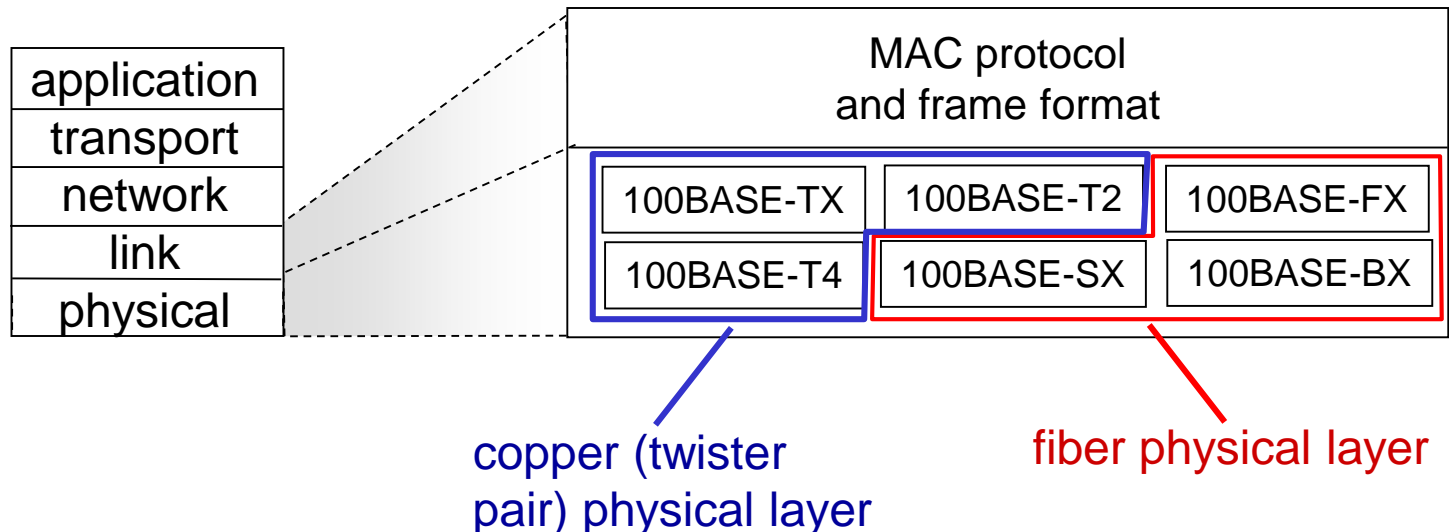 application
transport
network
link
physical
MAC protocol
and frame format
100BASE-TX
100BASE-T2
100BASE-FX
100BASE-T4
100BASE-SX
100BASE-BX
copper (twister
pair) physical layer
fiber physical layer